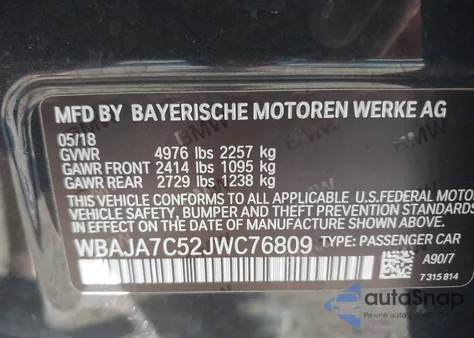 MFD BY BAYERISCHE MOTOREN WERKE AG
05/18
GVWR 4976 lbs 2257 kg
GAWR FRONT 2414 lbs 1095 kg
GAWR REAR 2729 lbs 1238 kg
THIS VEHICLE CONFORMS TO ALL APPLICABLE U.S. FEDERAL MOTOR
VEHICLE SAFETY, BUMPER AND THEFT PREVENTION STANDARDS
IN EFFECT ON THE DATE OF MANUFACTURE SHOWN ABOVE.
WBAJA7C52JWC76809 TYPE: PASSENGER CAR
A90/7
7 315 814
autoSnap